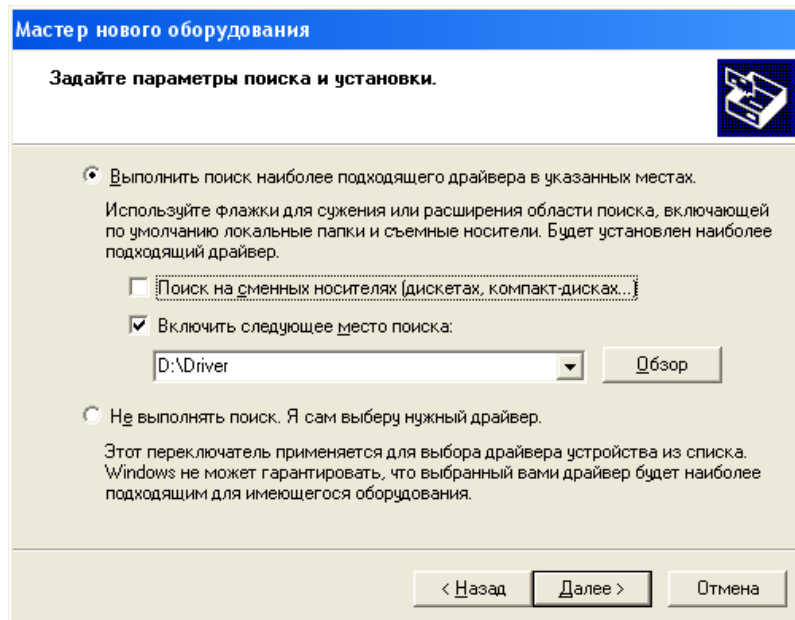 Мастер нового оборудования
Задайте параметры поиска и установки.
Выполнить поиск наиболее подходящего драйвера в указанных местах.
Используйте флажки для сужения или расширения области поиска, включающей
по умолчанию локальные папки и съемные носители. Будет установлен наиболее
подходящий драйвер.
Поиск на сменных носителях (дискетах, компакт-дисках...)
Включить следующее место поиска:
D:\Driver
Обзор
Не выполнять поиск. Я сам выберу нужный драйвер.
Этот переключатель применяется для выбора драйвера устройства из списка.
Windows не может гарантировать, что выбранный вами драйвер будет наиболее
подходящим для имеющегося оборудования.
< Назад
Далее >
Отмена